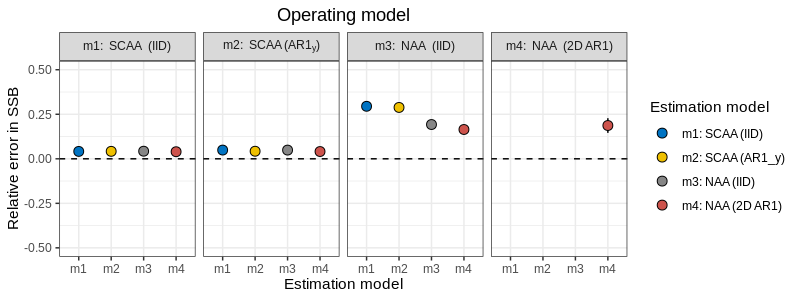 Operating model
m1: SCAA (IID)
m2: SCAA (AR1y)
m3: NAA (IID)
m4: NAA (2D AR1)
Relative error in SSB
0.50
0.25
0.00
-0.25
-0.50
m1 m2 m3 m4
m1 m2 m3 m4
m1 m2 m3 m4
m1 m2 m3 m4
Estimation model
Estimation model
m1: SCAA (IID)
m2: SCAA (AR1_y)
m3: NAA (IID)
m4: NAA (2D AR1)